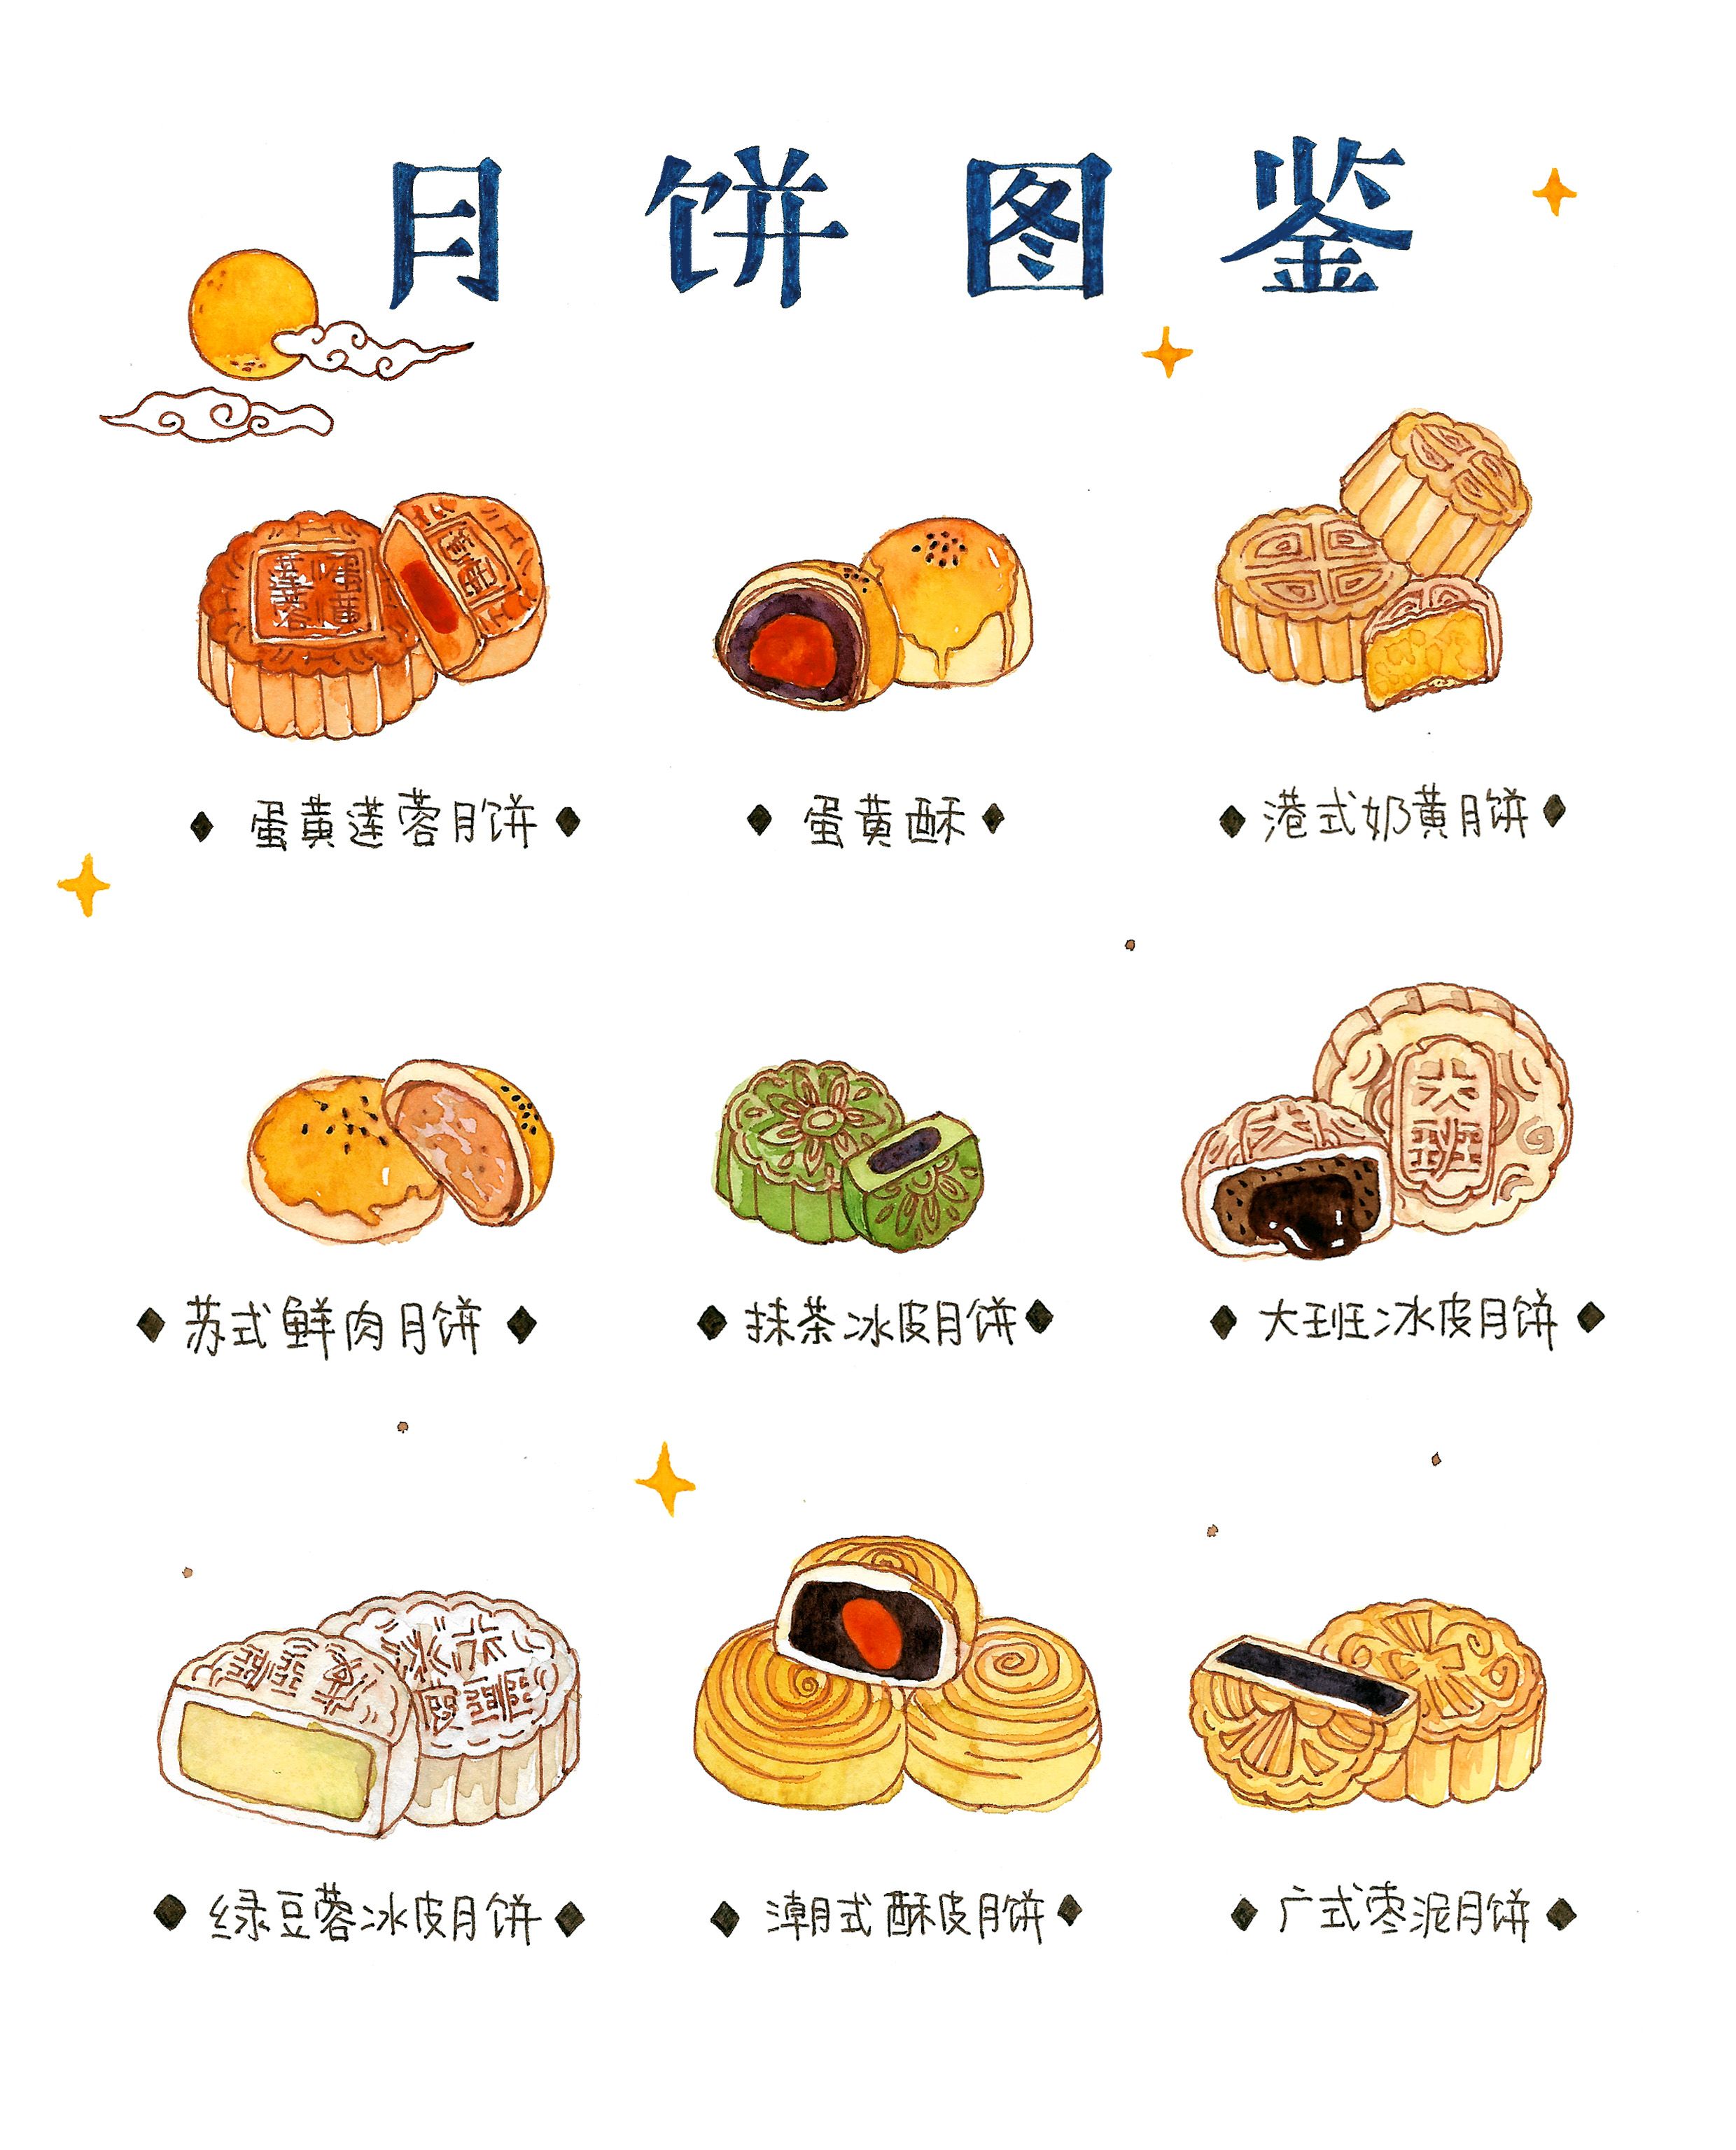 月饼图鉴
蛋黄莲蓉月饼
蛋黄酥
港式奶黄月饼
大班
苏式鲜肉月饼
抹茶冰皮月饼
大班冰皮月饼
绿豆蓉冰皮月饼
潮式酥皮月饼
广式枣泥月饼